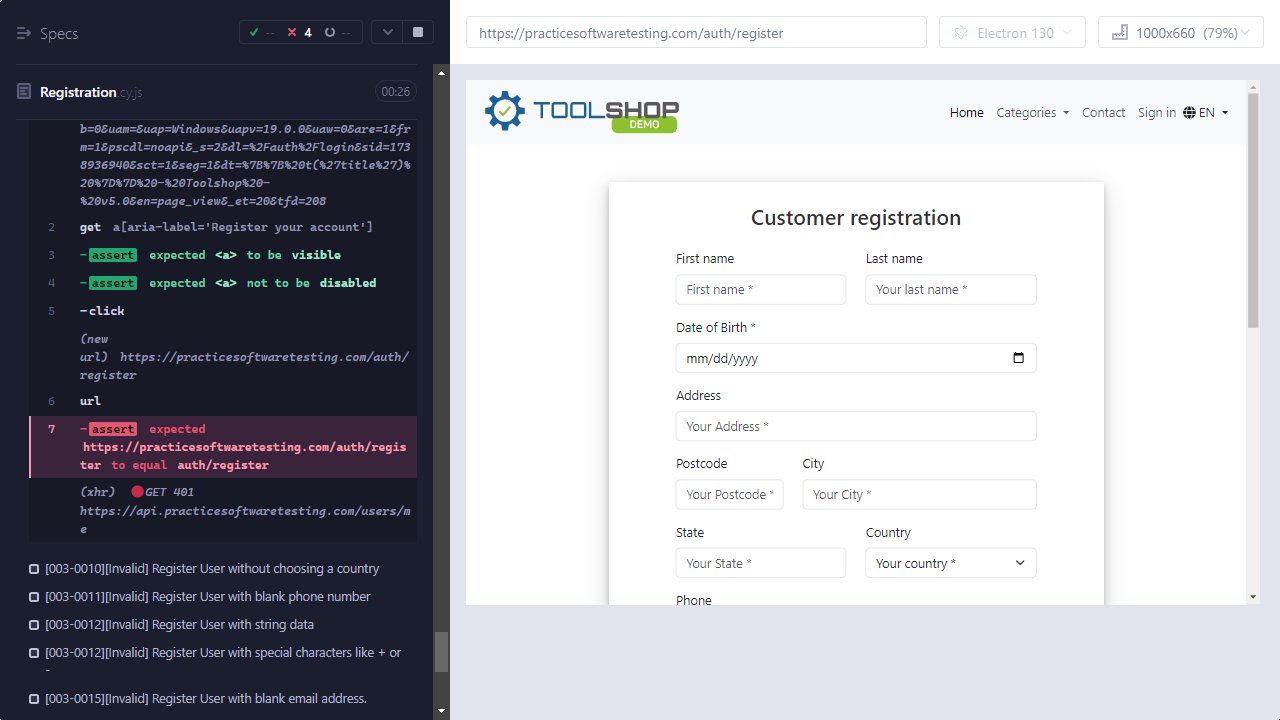 Specs
-- 4 --
Registration.cy.js 00:26
b=0&uam=&uap=Windows&uapv=19.0.0&uaw=0&are=1&fr
m=1&pscdl=noapi&_s=2&dl=%2Fauth%2Flogin&sid=173
8936940&sct=1&seg=1&dt=%7B%7B%20t(%27title%27)%
20%7D%7D%20-%20Toolshop%20-
%20v5.0&en=page_view&_et=20&tfd=208
2 get a[aria-label='Register your account']
3 -assert expected <a> to be visible
4 -assert expected <a> not to be disabled
5 -click
(new
url) https://practicesoftwaretesting.com/auth/
register
6 url
7 -assert expected
https://practicesoftwaretesting.com/auth/regis
ter to equal auth/register
(xhr) GET 401
https://api.practicesoftwaretesting.com/users/m
e
[003-0010][Invalid] Register User without choosing a country
[003-0011][Invalid] Register User with blank phone number
[003-0012][Invalid] Register User with string data
[003-0012][Invalid] Register User with special characters like + or
-
[003-0015][Invalid] Register User with blank email address.
https://practicesoftwaretesting.com/auth/register
Electron 130
1000x660 (79%)
TOOLSHOP
DEMO
Home Categories Contact Sign in EN
Customer registration
First name Last name
First name * Your last name *
Date of Birth *
mm/dd/yyyy
Address
Your Address *
Postcode City
Your Postcode * Your City *
State Country
Your State * Your country *
Phone